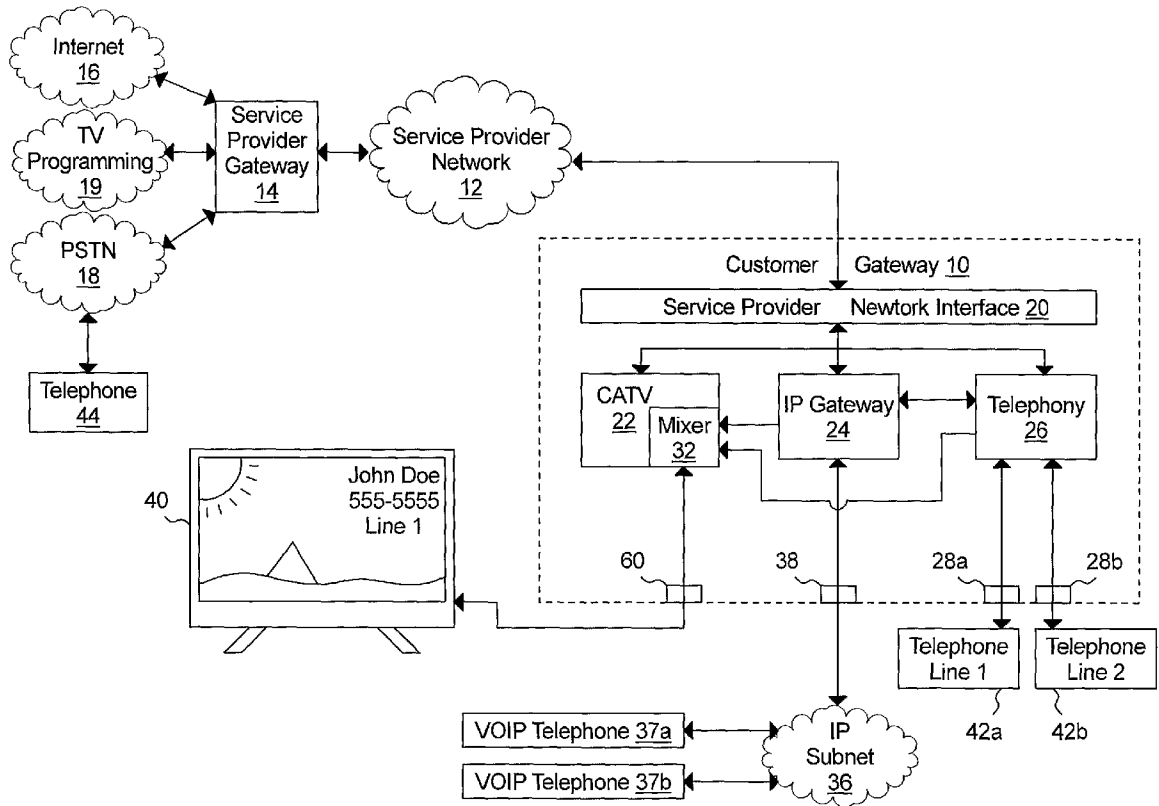 Internet
16
TV
Programming
19
PSTN
18
Telephone
44
Service
Provider
Gateway
14
Service Provider
Network
12
Customer Gateway 10
Service Provider Newtork Interface 20
CATV
22
Mixer
32
IP Gateway
24
Telephony
26
40
John Doe
555-5555
Line 1
60
38
28a
28b
Telephone
Line 1
Telephone
Line 2
42a
42b
VOIP Telephone 37a
VOIP Telephone 37b
IP
Subnet
36